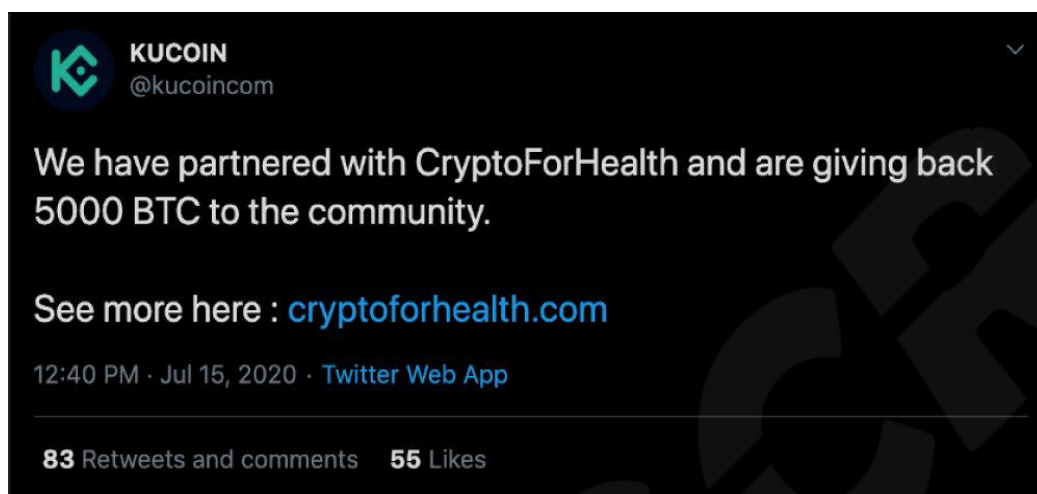 KUCOIN
@kucoincom
We have partnered with CryptoForHealth and are giving back
5000 BTC to the community.
See more here : cryptoforhealth.com
12:40 PM · Jul 15, 2020 · Twitter Web App
83 Retweets and comments 55 Likes